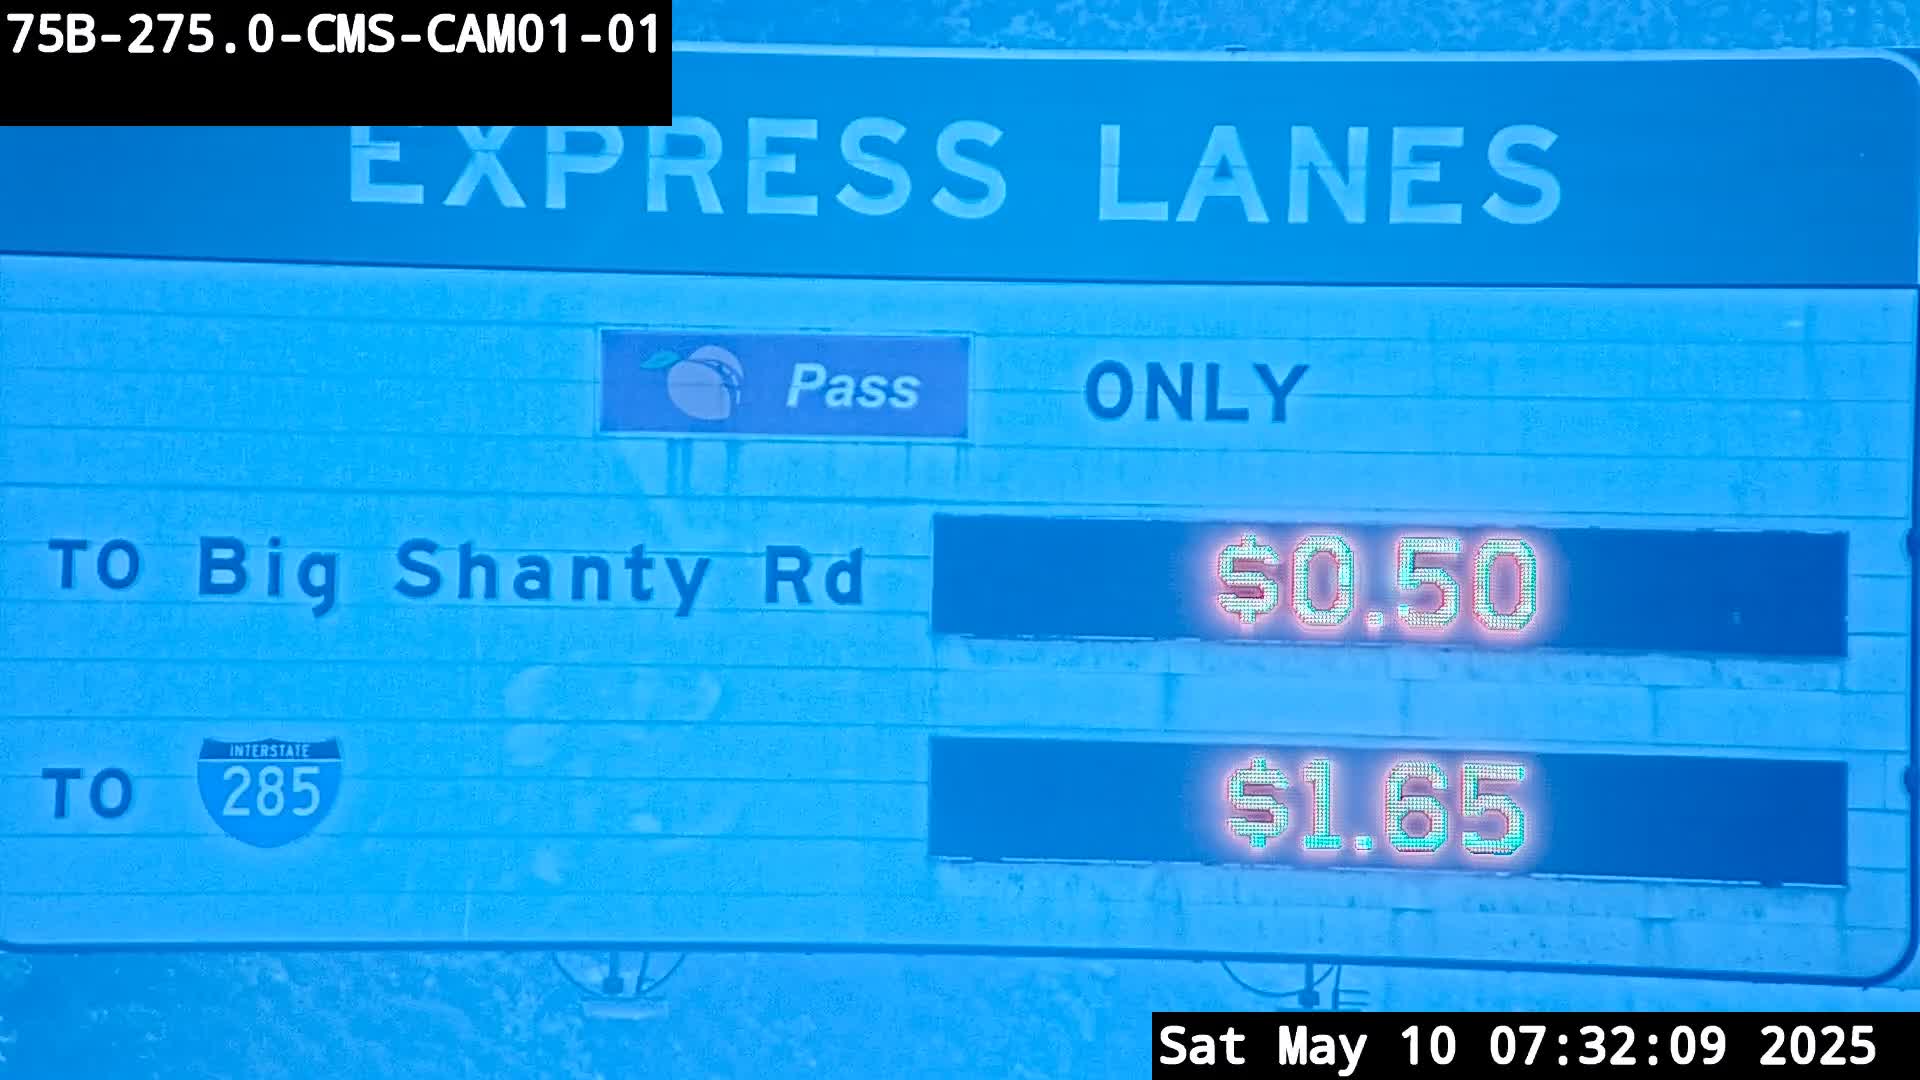 75B-275.0-CMS-CAM01-01
EXPRESS LANES
Pass ONLY
TO Big Shanty Rd $0.50
INTERSTATE
TO 285 $1.65
Sat May 10 07:32:09 2025